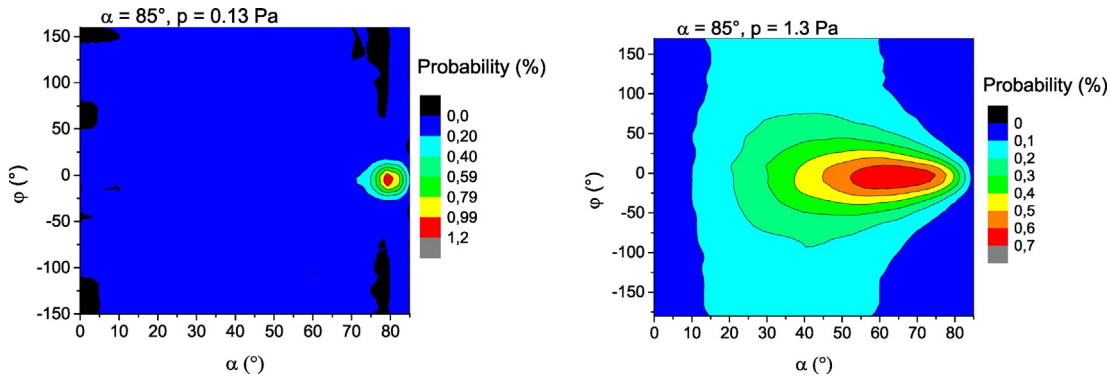 α = 85°, p = 0.13 Pa
150
100
50
0
-50
-100
-150
φ (°)
0 10 20 30 40 50 60 70 80
α (°)
Probability (%)
0,0
0,20
0,40
0,59
0,79
0,99
1,2
α = 85°, p = 1.3 Pa
150
100
50
0
-50
-100
-150
φ (°)
0 10 20 30 40 50 60 70 80
α (°)
Probability (%)
0
0,1
0,2
0,3
0,4
0,5
0,6
0,7